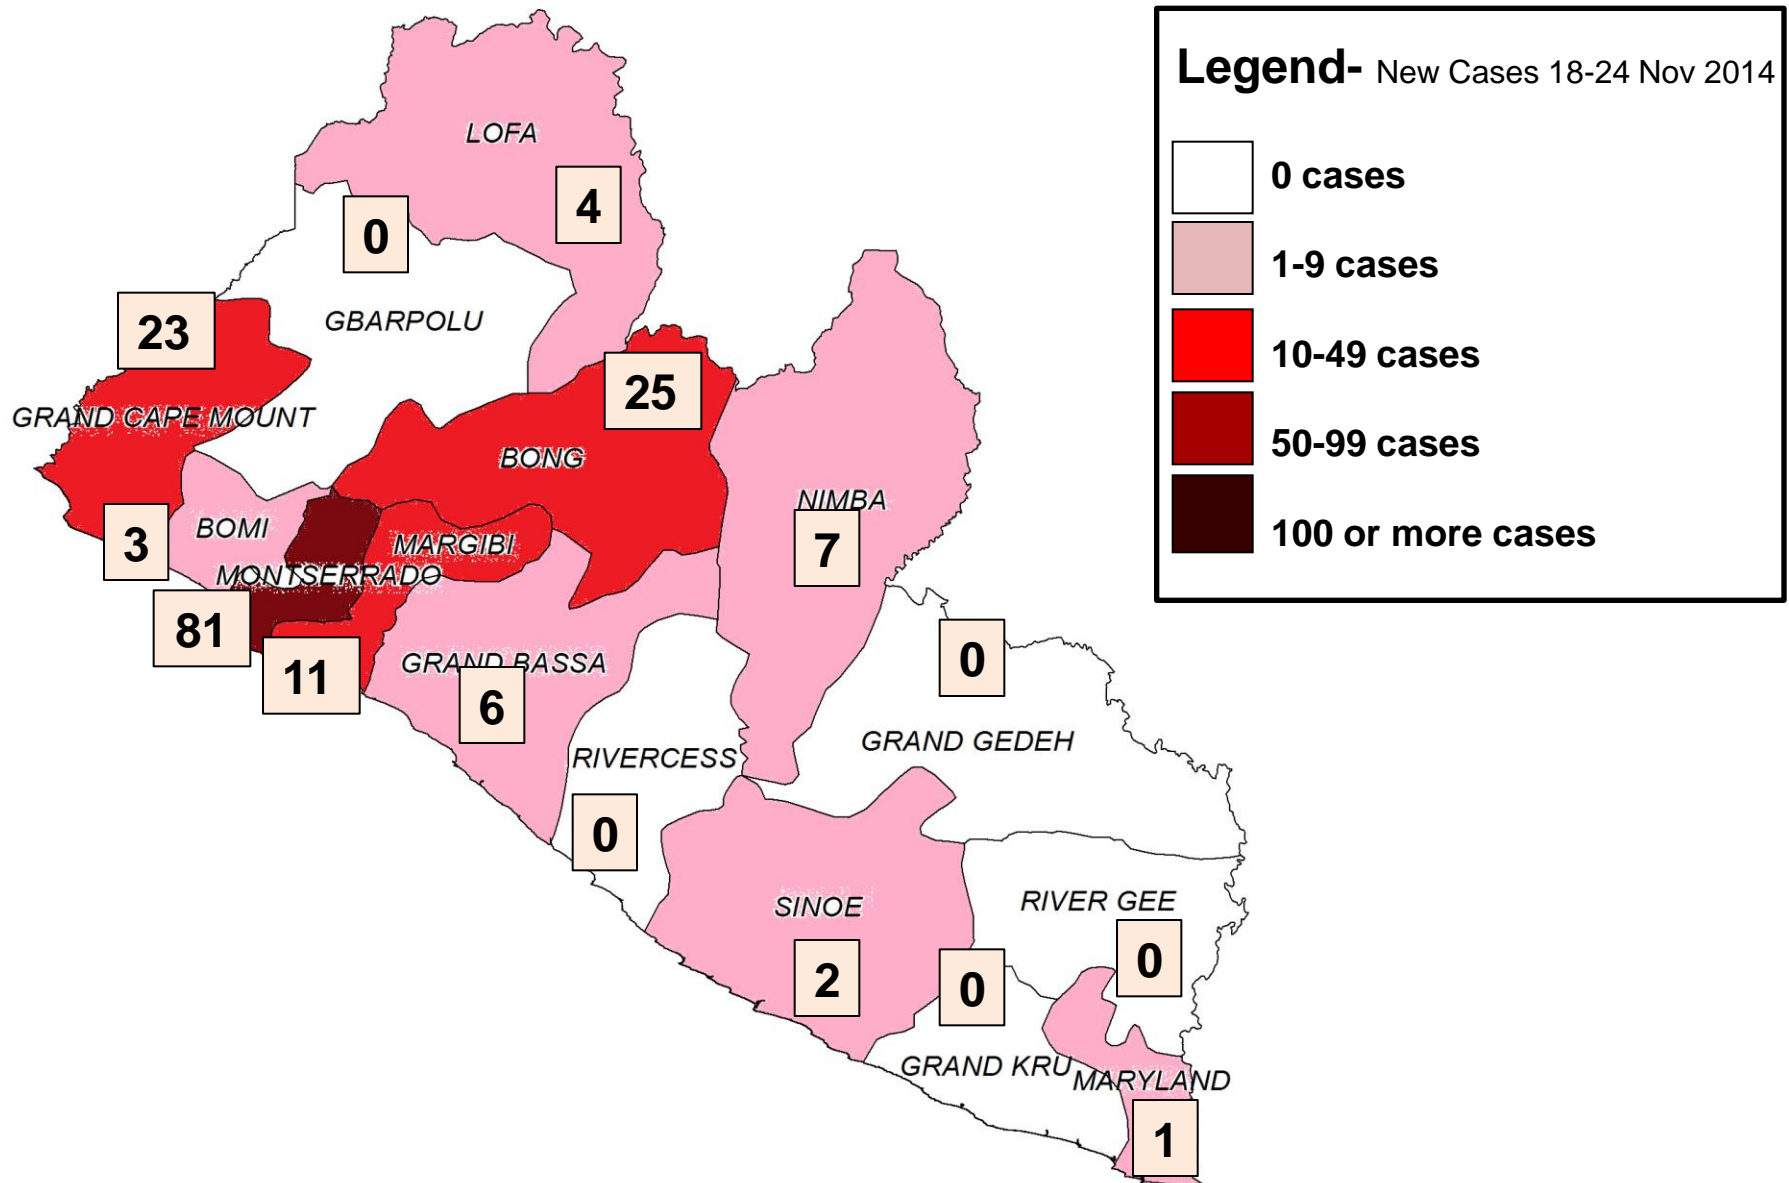 Legend- New Cases 18-24 Nov 2014
0 cases
1-9 cases
10-49 cases
50-99 cases
100 or more cases
LOFA
4
0
GBARPOLU
23
GRAND CAPE MOUNT
25
BONG
NIMBA
7
3
BOMI
MARGIBI
MONTSERRADO
81
11
GRAND BASSA
6
0
GRAND GEDEH
RIVERCESS
0
SINOE
2
RIVER GEE
0
0
GRAND KRU
MARYLAND
1